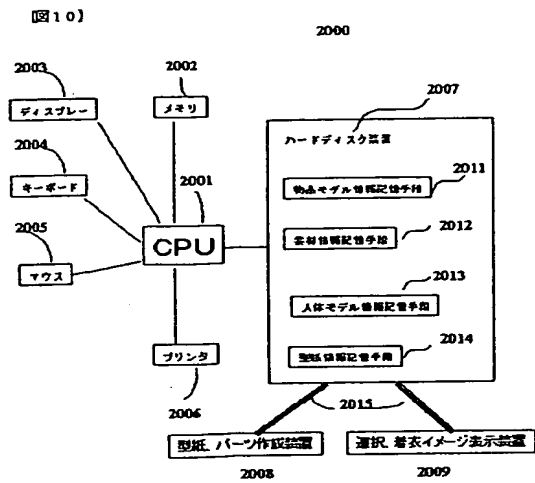 【図１０】
2000
2003
ディスプレー
2002
メモリ
2007
ハードディスク装置
2004
キーボード
2001
CPU
物品モデル情報記憶手段
2011
2005
マウス
素材情報記憶手段
2012
2013
人体モデル情報記憶手段
プリンタ
2006
型紙情報記憶手段
2014
2015
型紙、パーツ作成装置
2008
選択、着衣イメージ表示装置
2009